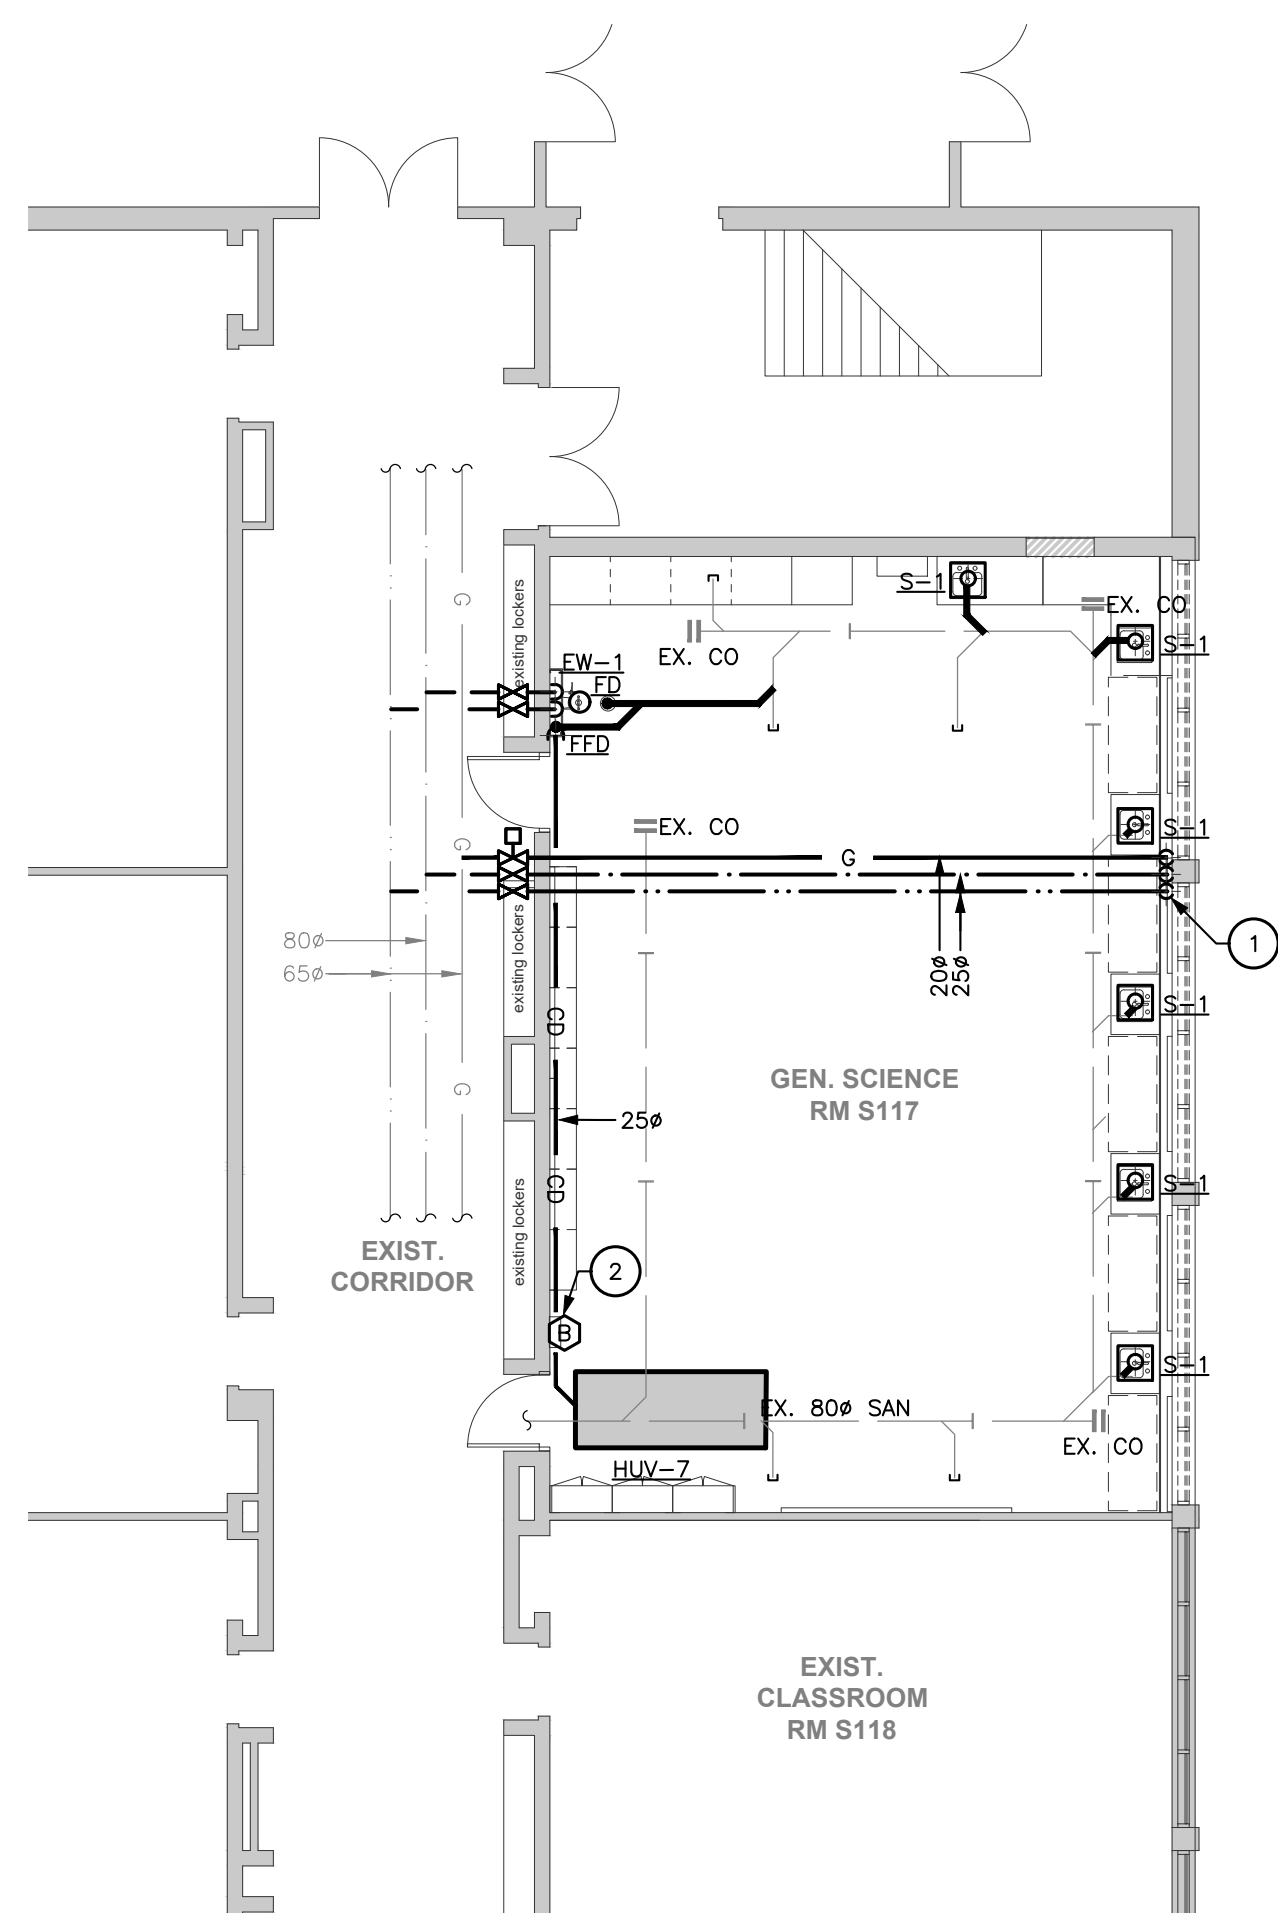 existing lockers
G
S-1
EX. CO
S-1
EX. CO
EW-1
FD
FFD
EX. CO
S-1
G
G
1
80ø
65ø
existing lockers
20ø
25ø
S-1
CD
GEN. SCIENCE
RM S117
G
25ø
existing lockers
CD
S-1
EXIST.
CORRIDOR
2
B
S-1
EX. 80ø SAN
EX. CO
HUV-7
EXIST.
CLASSROOM
RM S118